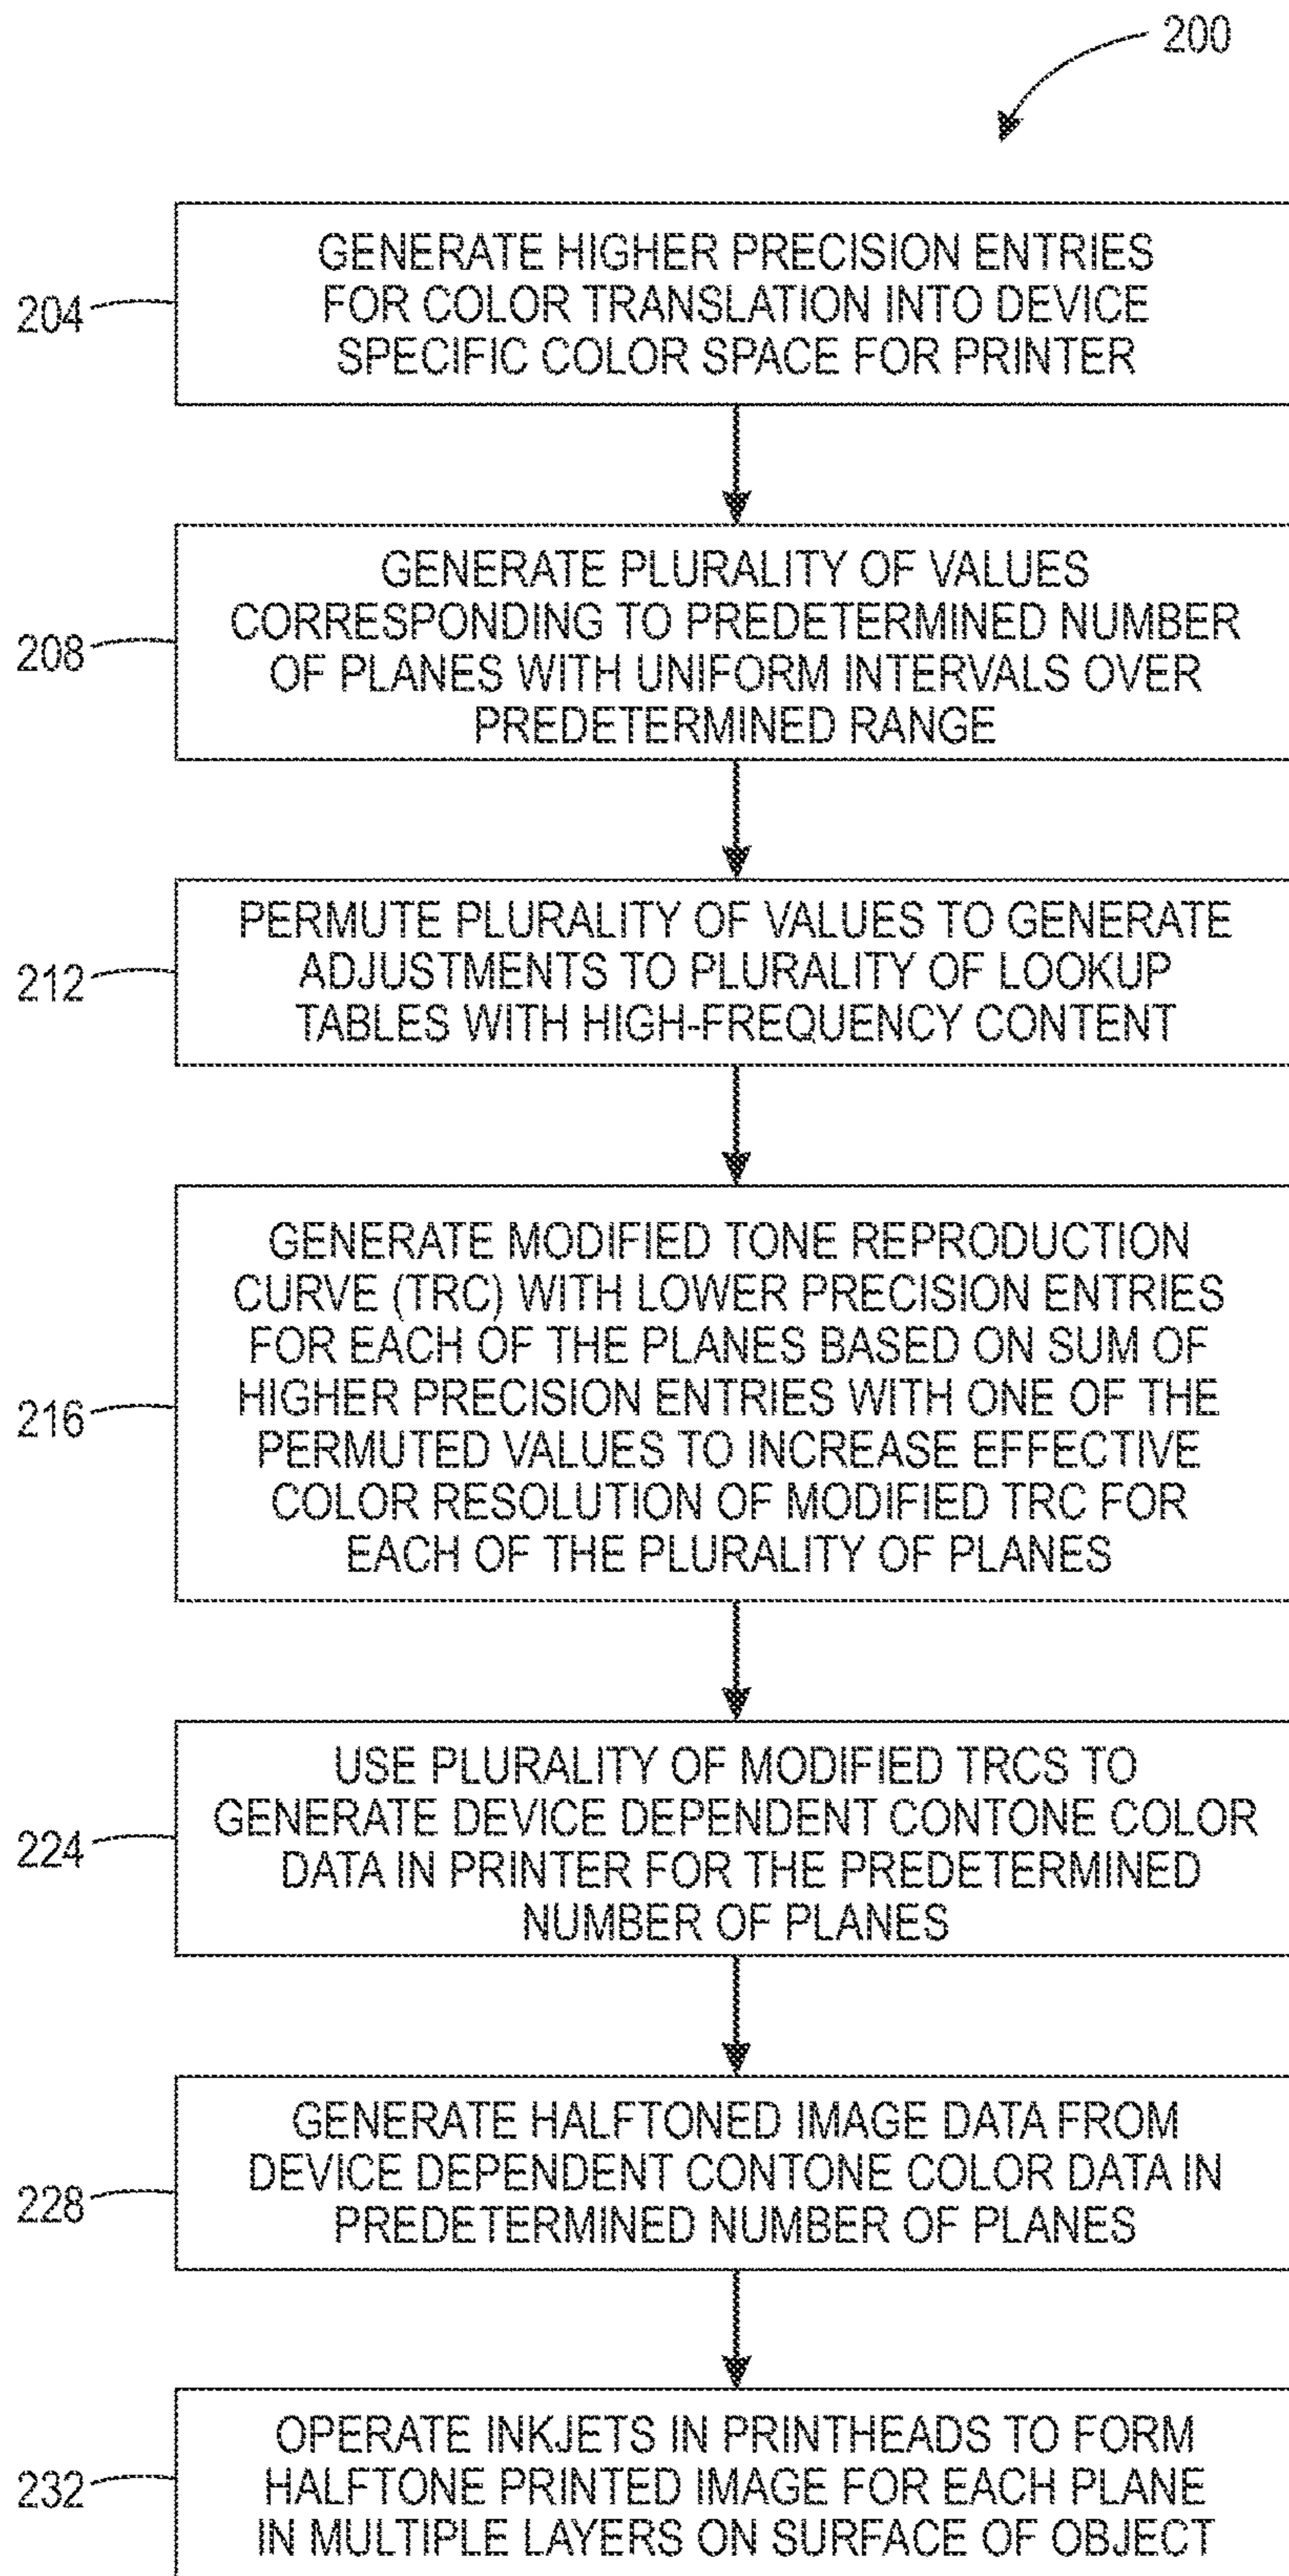 200
GENERATE HIGHER PRECISION ENTRIES
FOR COLOR TRANSLATION INTO DEVICE
SPECIFIC COLOR SPACE FOR PRINTER
204
GENERATE PLURALITY OF VALUES
CORRESPONDING TO PREDETERMINED NUMBER
OF PLANES WITH UNIFORM INTERVALS OVER
PREDETERMINED RANGE
208
PERMUTE PLURALITY OF VALUES TO GENERATE
ADJUSTMENTS TO PLURALITY OF LOOKUP
TABLES WITH HIGH-FREQUENCY CONTENT
212
GENERATE MODIFIED TONE REPRODUCTION
CURVE (TRC) WITH LOWER PRECISION ENTRIES
FOR EACH OF THE PLANES BASED ON SUM OF
HIGHER PRECISION ENTRIES WITH ONE OF THE
PERMUTED VALUES TO INCREASE EFFECTIVE
COLOR RESOLUTION OF MODIFIED TRC FOR
EACH OF THE PLURALITY OF PLANES
216
USE PLURALITY OF MODIFIED TRCS TO
GENERATE DEVICE DEPENDENT CONTONE COLOR
DATA IN PRINTER FOR THE PREDETERMINED
NUMBER OF PLANES
224
GENERATE HALFTONED IMAGE DATA FROM
DEVICE DEPENDENT CONTONE COLOR DATA IN
PREDETERMINED NUMBER OF PLANES
228
OPERATE INKJETS IN PRINTHEADS TO FORM
HALFTONE PRINTED IMAGE FOR EACH PLANE
IN MULTIPLE LAYERS ON SURFACE OF OBJECT
232